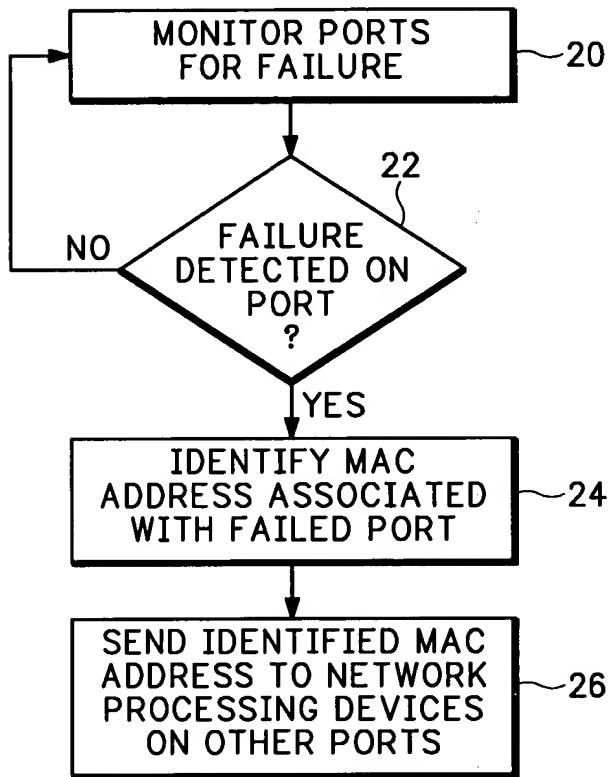 MONITOR PORTS
FOR FAILURE
20
22
FAILURE
DETECTED ON
PORT
?
NO
YES
IDENTIFY MAC
ADDRESS ASSOCIATED
WITH FAILED PORT
24
SEND IDENTIFIED MAC
ADDRESS TO NETWORK
PROCESSING DEVICES
ON OTHER PORTS
26